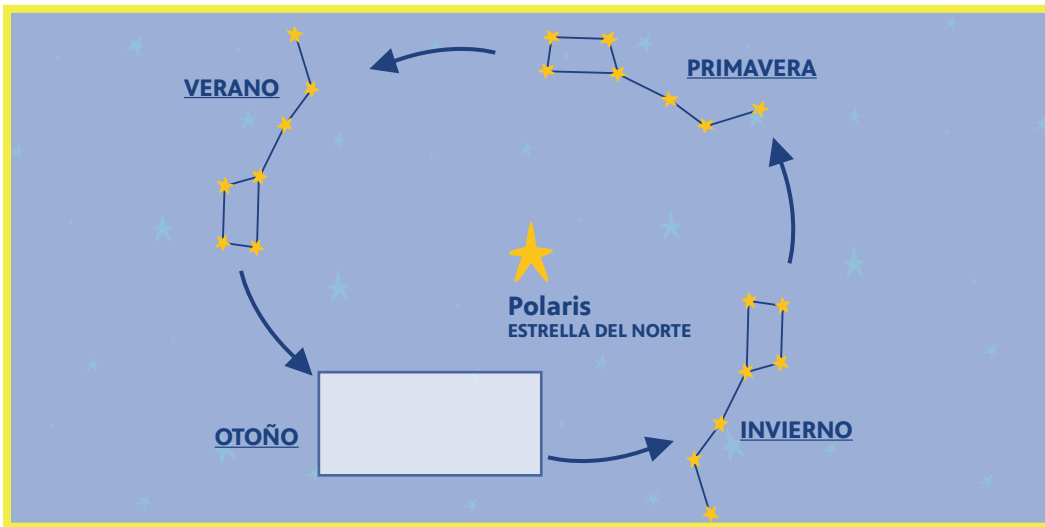 VERANO
PRIMAVERA
Polaris
ESTRELLA DEL NORTE
OTOÑO
INVIERNO